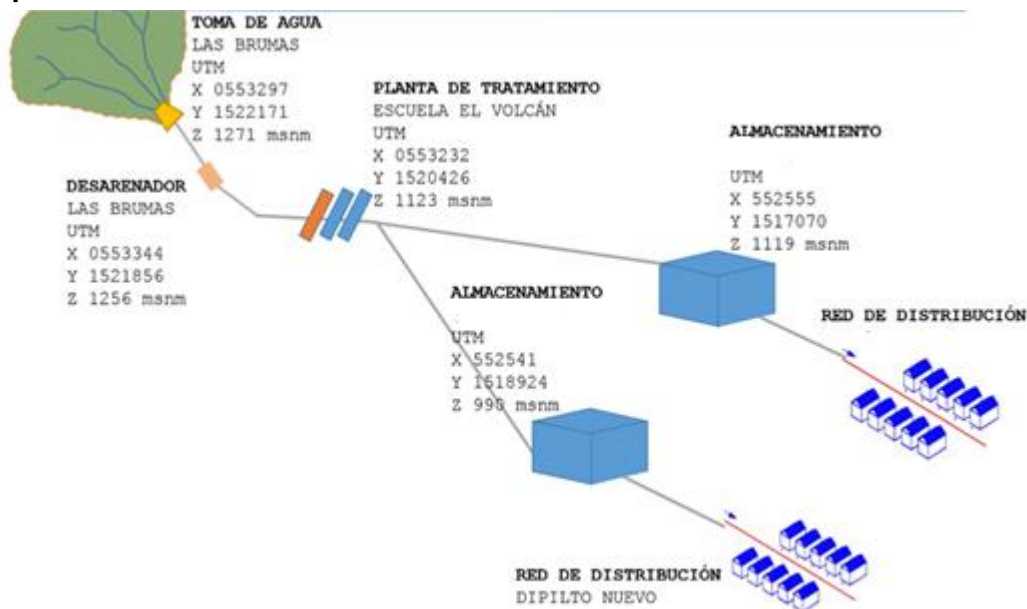 TOMA DE AGUA
LAS BRUMAS
UTM
X 0553297
Y 1522171
Z 1271 msnm
PLANTA DE TRATAMIENTO
ESCUELA EL VOLCÁN
UTM
X 0553232
Y 1520426
Z 1123 msnm
ALMACENAMIENTO
UTM
X 552555
Y 1517070
Z 1119 msnm
DESARENADOR
LAS BRUMAS
UTM
X 0553344
Y 1521856
Z 1256 msnm
ALMACENAMIENTO
UTM
X 552541
Y 1518924
Z 990 msnm
RED DE DISTRIBUCIÓN
RED DE DISTRIBUCIÓN
DIPILTO NUEVO